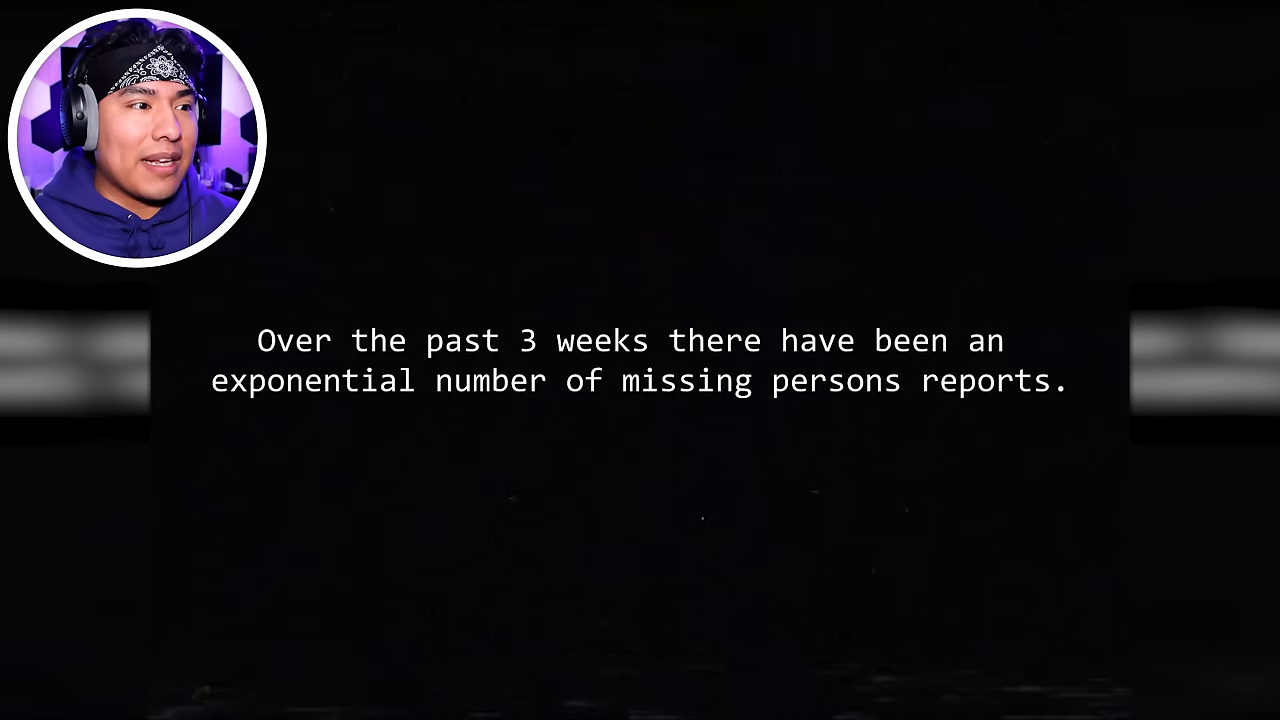 Over the past 3 weeks there have been an
exponential number of missing persons reports.